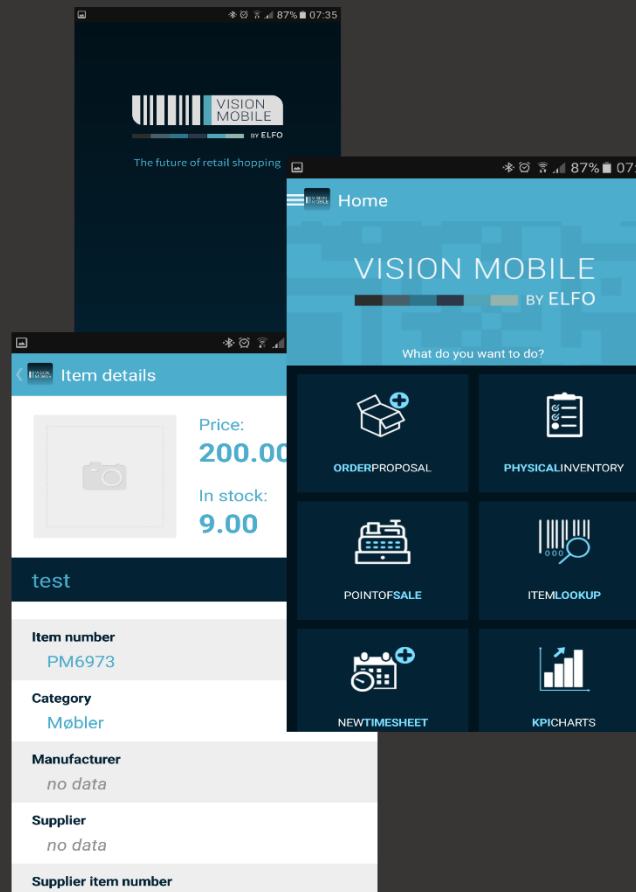 87% 07:35
VISION
MOBILE
BY ELFO
The future of retail shopping
87% 07:
Home
VISION MOBILE
BY ELFO
What do you want to do?
ORDERPROPOSAL
PHYSICALINVENTORY
POINTOFSALE
ITEMLOOKUP
NEWTIMESHEET
KPICHARTS
Item details
Price:
200.00
In stock:
9.00
test
Item number
PM6973
Category
Møbler
Manufacturer
no data
Supplier
no data
Supplier item number